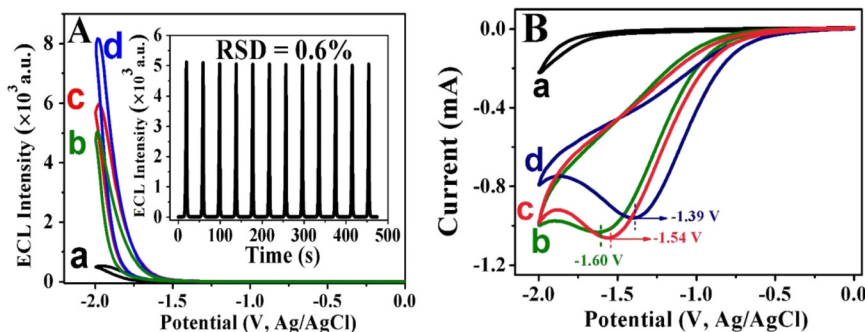 A
d
c
b
a
ECL Intensity (×10³ a.u.)
8
6
4
2
0
-2.0
-1.5
-1.0
-0.5
0.0
Potential (V, Ag/AgCl)
RSD = 0.6%
ECL Intensity (×10³ a.u.)
6
5
4
3
2
1
0
0 100 200 300 400 500
Time (s)
B
a
d
c
b
Current (mA)
0.0
-0.4
-0.8
-1.2
-1.39 V
-1.54 V
-1.60 V
-2.0
-1.5
-1.0
-0.5
0.0
Potential (V, Ag/AgCl)